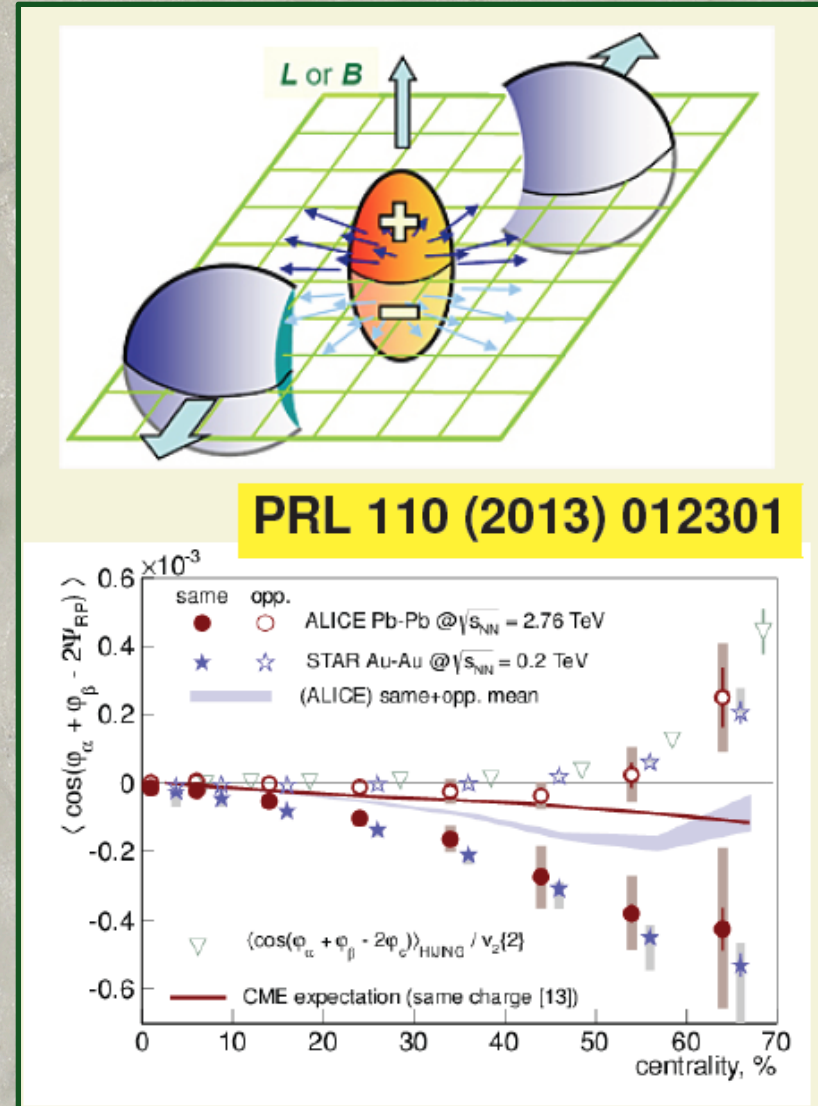 L or B
+
−
PRL 110 (2013) 012301
×10⁻³
same opp.
ALICE Pb-Pb @√sNN = 2.76 TeV
STAR Au-Au @√sNN = 0.2 TeV
(ALICE) same+opp. mean
⟨cos(φα + φβ - 2φc)⟩HIJING / v₂{2}
CME expectation (same charge [13])
⟨ cos(φα + φβ - 2ΨRP) ⟩
0.6
0.4
0.2
0
-0.2
-0.4
-0.6
0 10 20 30 40 50 60 70
centrality, %